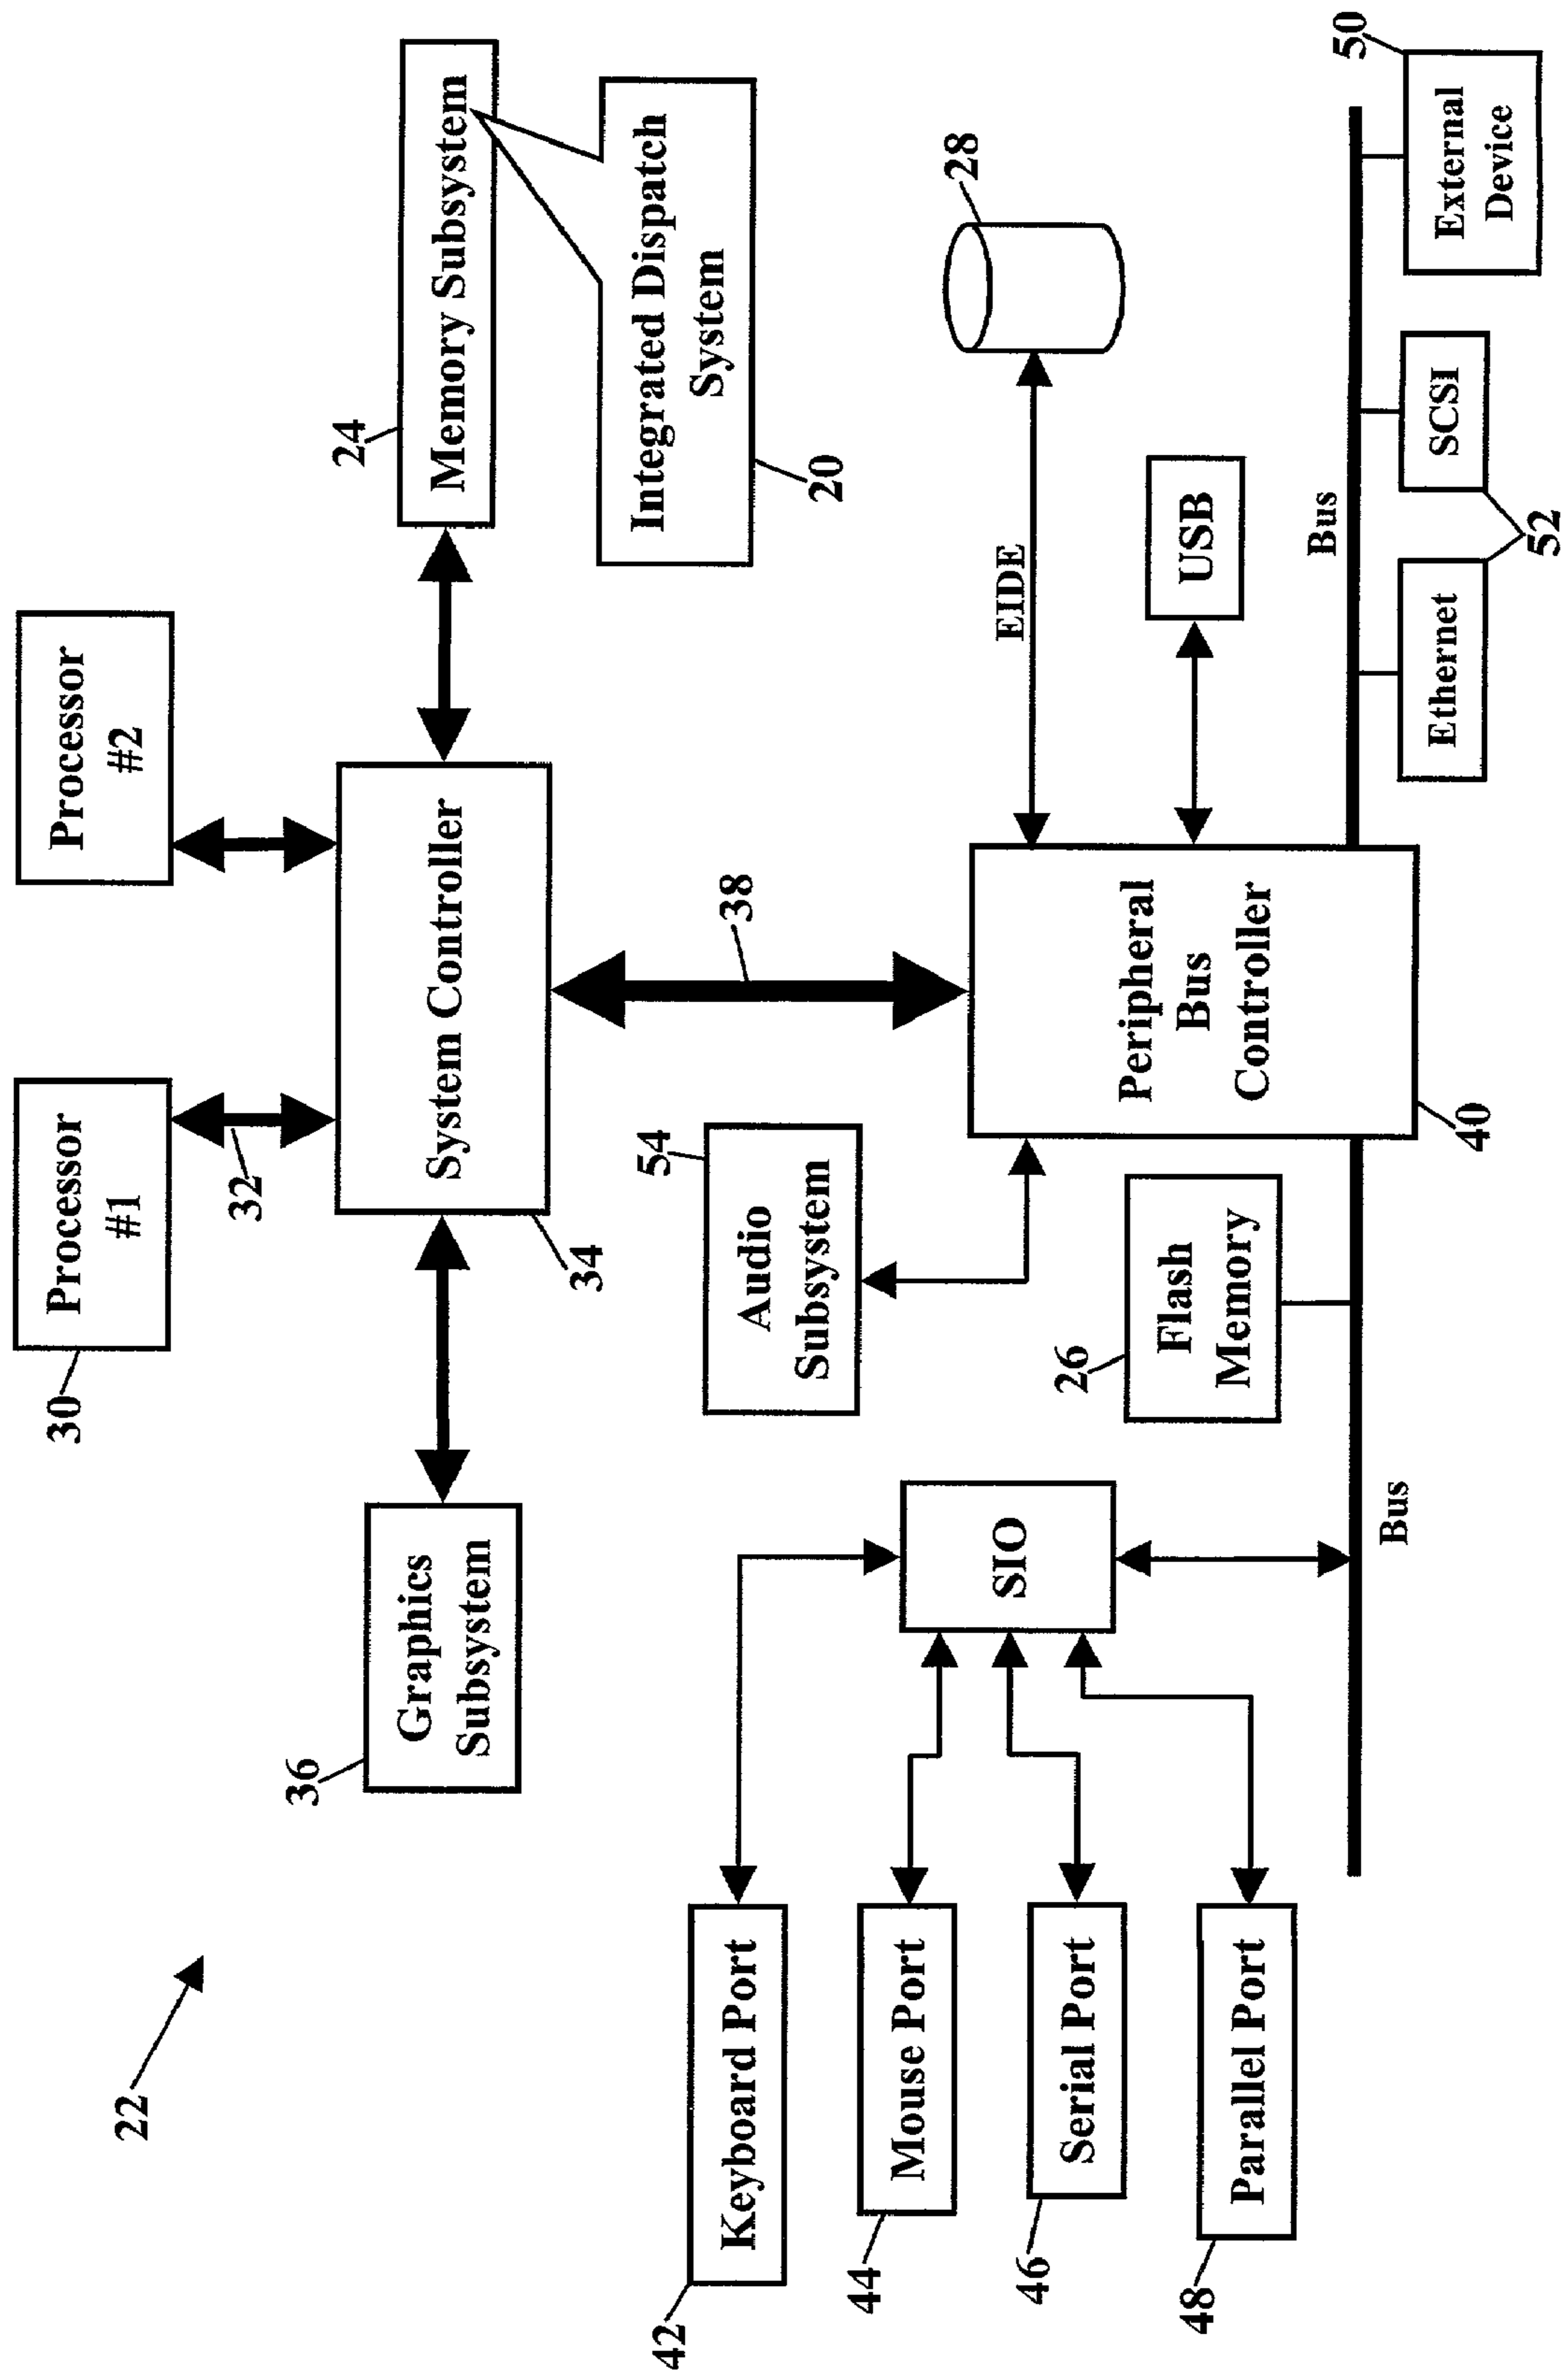 22
Processor
#1
30
32
Processor
#2
36
Graphics
Subsystem
System Controller
34
24
Memory Subsystem
Integrated Dispatch
System
20
38
42
Keyboard Port
44
Mouse Port
46
Serial Port
48
Parallel Port
SIO
54
Audio
Subsystem
26
Flash
Memory
Peripheral
Bus
Controller
40
EIDE
28
USB
Bus
Bus
Ethernet
SCSI
52
External
Device
50